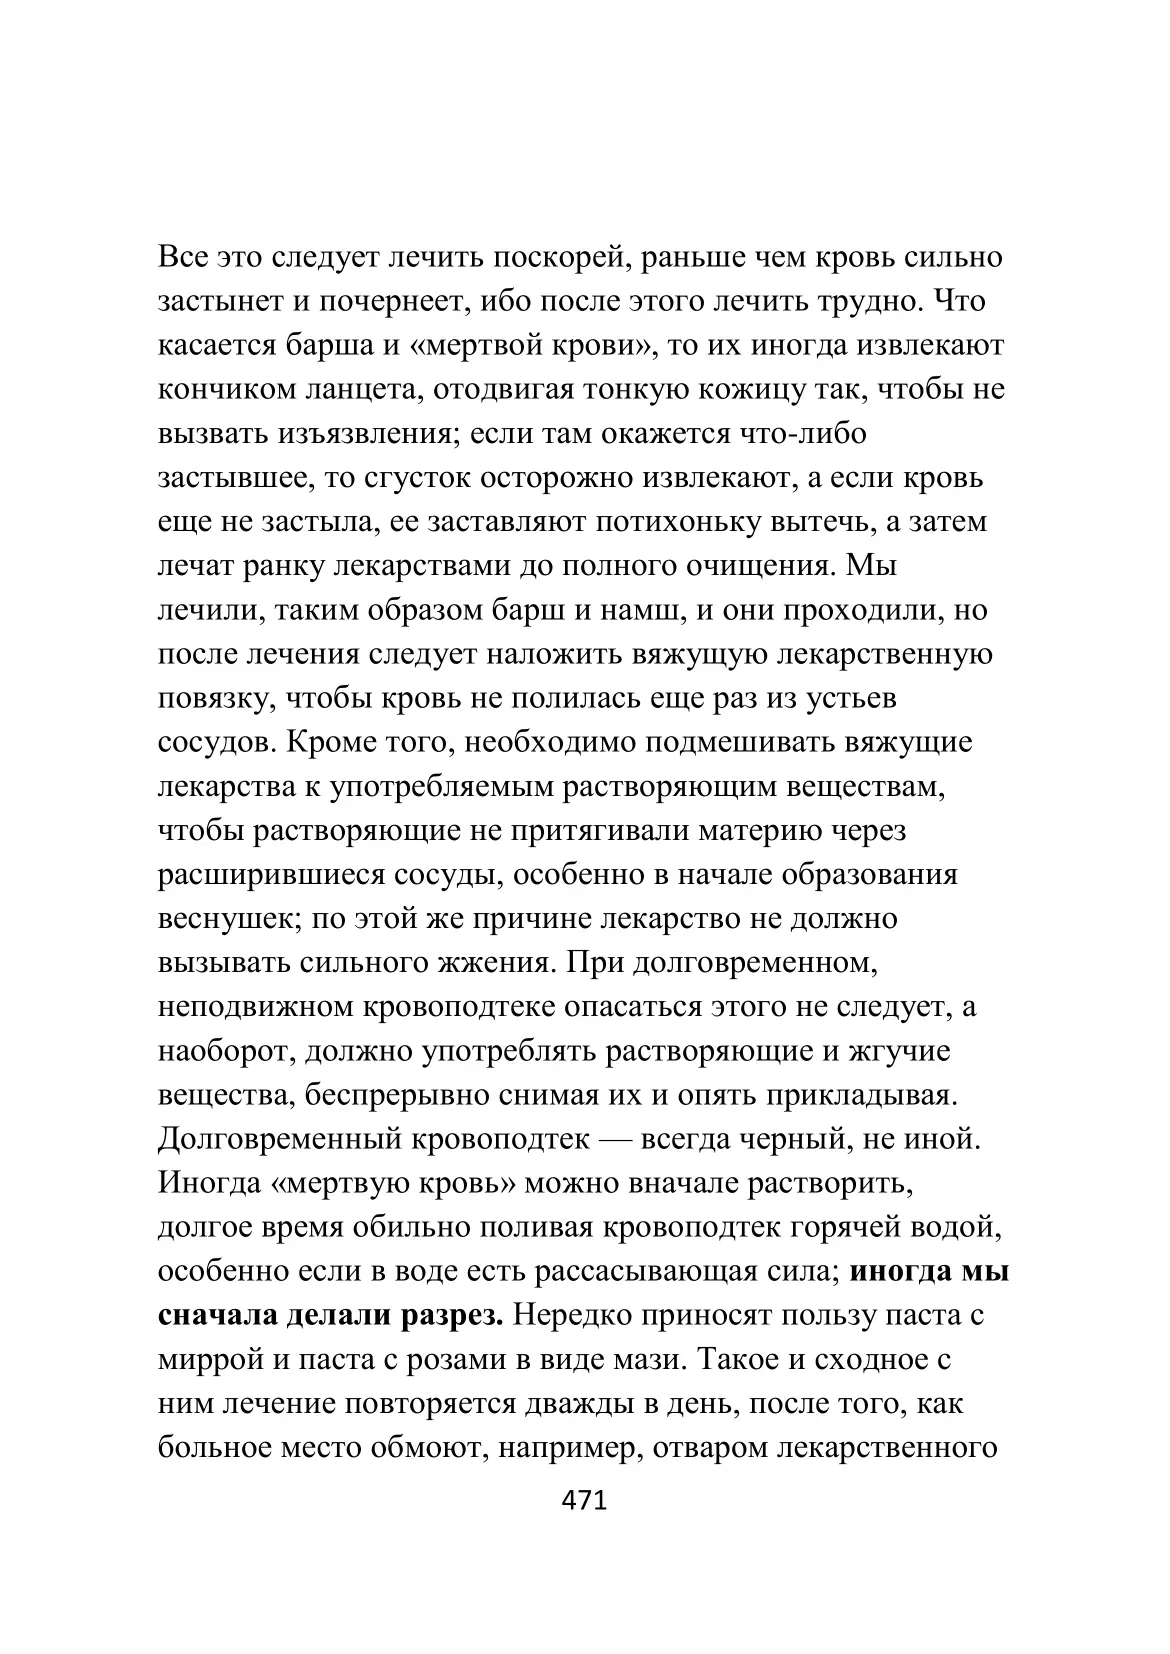 Все это следует лечить поскорей, раньше чем кровь сильно
застынет и почернеет, ибо после этого лечить трудно. Что
касается барша и «мертвой крови», то их иногда извлекают
кончиком ланцета, отодвигая тонкую кожицу так, чтобы не
вызвать изъязвления; если там окажется что-либо
застывшее, то сгусток осторожно извлекают, а если кровь
еще не застыла, ее заставляют потихоньку вытечь, а затем
лечат ранку лекарствами до полного очищения. Мы
лечили, таким образом барш и намш, и они проходили, но
после лечения следует наложить вяжущую лекарственную
повязку, чтобы кровь не полилась еще раз из устьев
сосудов. Кроме того, необходимо подмешивать вяжущие
лекарства к употребляемым растворяющим веществам,
чтобы растворяющие не притягивали материю через
расширившиеся сосуды, особенно в начале образования
веснушек; по этой же причине лекарство не должно
вызывать сильного жжения. При долговременном,
неподвижном кровоподтеке опасаться этого не следует, а
наоборот, должно употреблять растворяющие и жгучие
вещества, беспрерывно снимая их и опять прикладывая.
Долговременный кровоподтек — всегда черный, не иной.
Иногда «мертвую кровь» можно вначале растворить,
долгое время обильно поливая кровоподтек горячей водой,
особенно если в воде есть рассасывающая сила; иногда мы
сначала делали разрез. Нередко приносят пользу паста с
миррой и паста с розами в виде мази. Такое и сходное с
ним лечение повторяется дважды в день, после того, как
больное место обмоют, например, отваром лекарственного
471